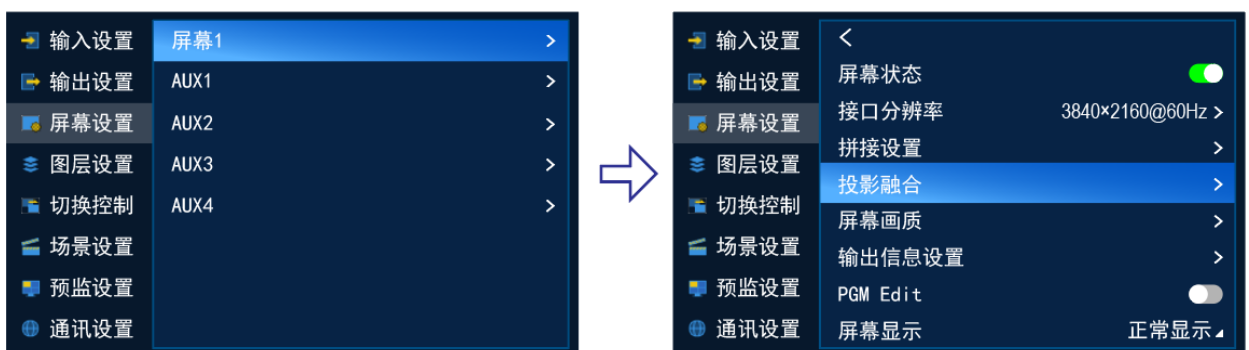 输入设置
输出设置
屏幕设置
图层设置
切换控制
场景设置
预监设置
通讯设置
屏幕1 >
AUX1 >
AUX2 >
AUX3 >
AUX4 >
输入设置
输出设置
屏幕设置
图层设置
切换控制
场景设置
预监设置
通讯设置
<
屏幕状态
接口分辨率 3840×2160@60Hz >
拼接设置 >
投影融合 >
屏幕画质 >
输出信息设置 >
PGM Edit
屏幕显示 正常显示